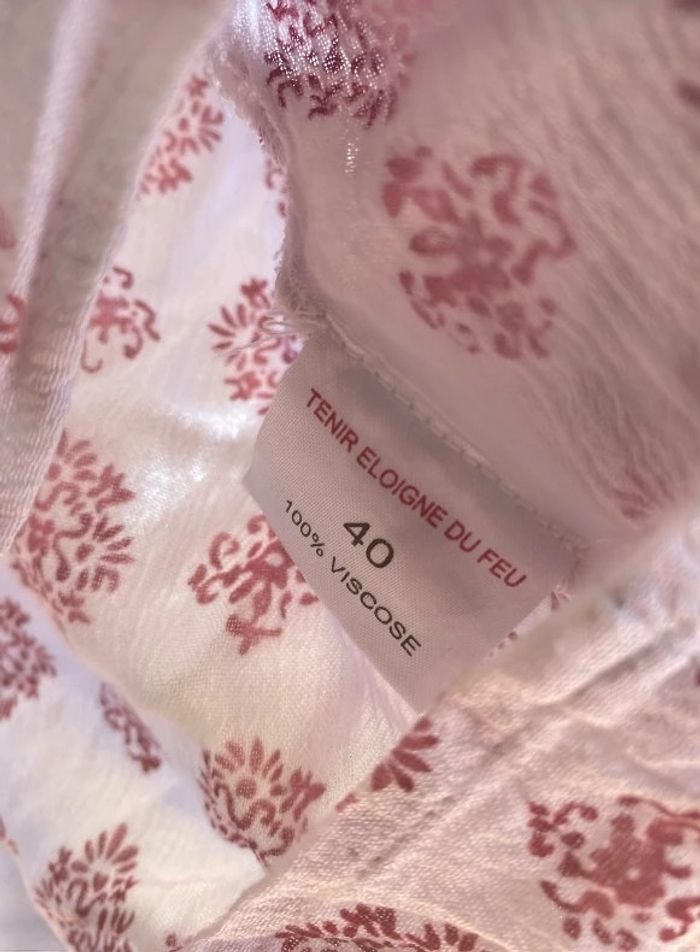 TENIR ELOIGNE DU FEU
40
100% VISCOSE